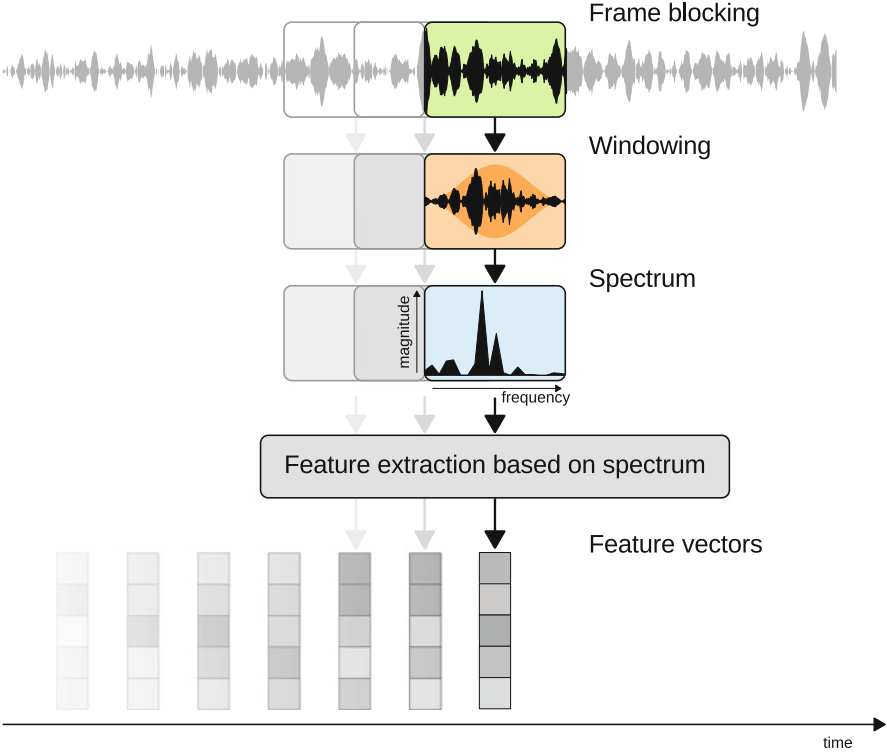 Frame blocking
Windowing
Spectrum
magnitude
frequency
Feature extraction based on spectrum
Feature vectors
time